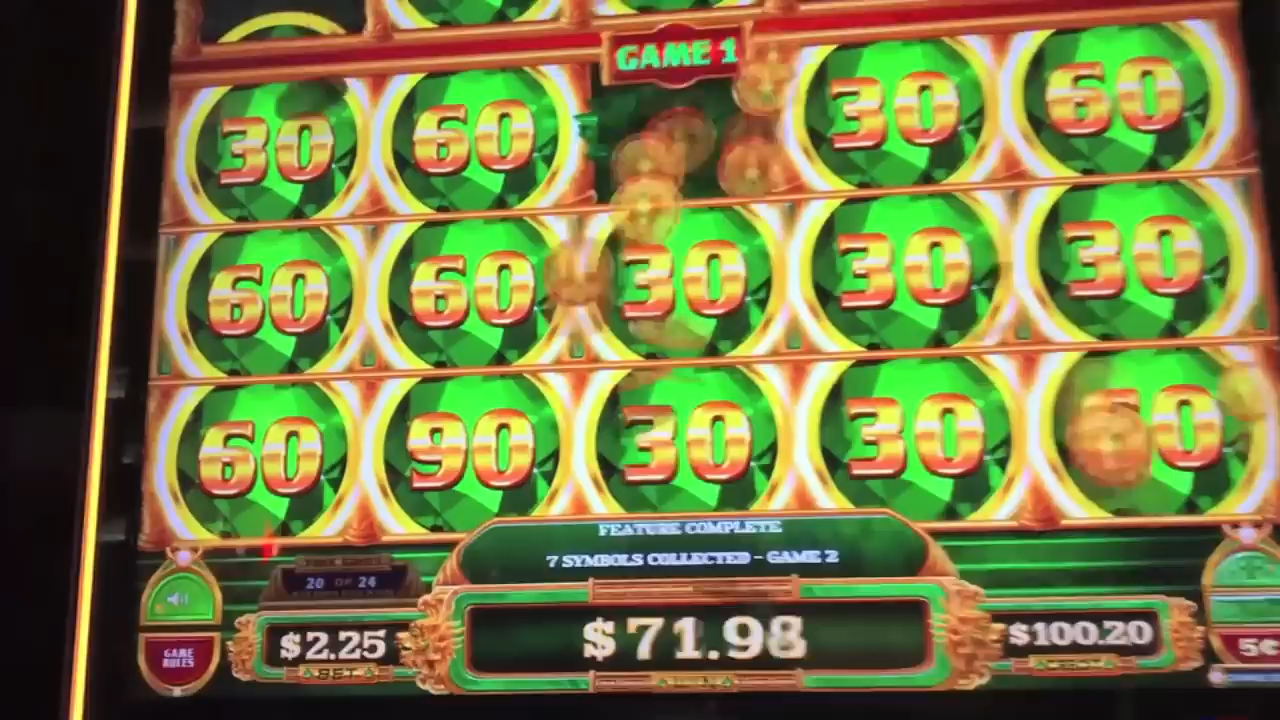 GAME 1
30 60 30 60
60 60 30 30 30
60 90 30 30 0
FEATURE COMPLETE
7 SYMBOLS COLLECTED - GAME 2
20 OF 24
$2.25 $71.98 $100.20
BET
GAME RULES
5¢